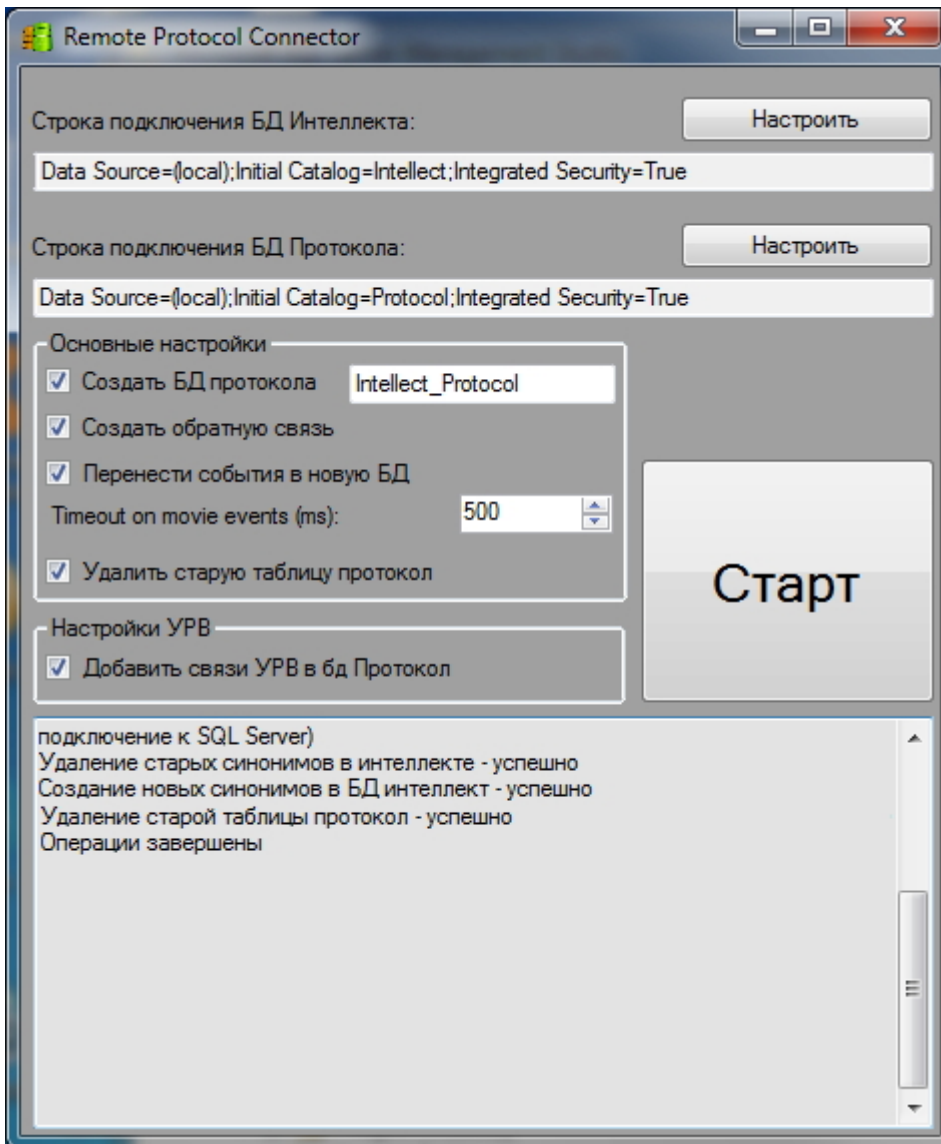 Remote Protocol Connector
Строка подключения БД Интеллекта:
Настроить
Data Source=(local);Initial Catalog=Intellect;Integrated Security=True
Строка подключения БД Протокола:
Настроить
Data Source=(local);Initial Catalog=Protocol;Integrated Security=True
Основные настройки
Создать БД протокола
Intellect_Protocol
Создать обратную связь
Перенести события в новую БД
Timeout on movie events (ms):
500
Удалить старую таблицу протокол
Старт
Настройки УРВ
Добавить связи УРВ в бд Протокол
подключение к SQL Server)
Удаление старых синонимов в интеллекте - успешно
Создание новых синонимов в БД интеллект - успешно
Удаление старой таблицы протокол - успешно
Операции завершены